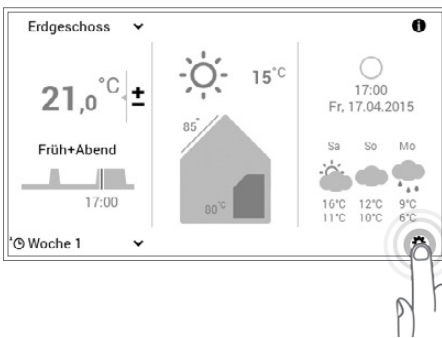 Erdgeschoss
21,0 °C ±
Früh+Abend
17:00
Woche 1
15°C
85°
80°C
17:00
Fr, 17.04.2015
Sa So Mo
16°C 12°C 9°C
11°C 10°C 6°C